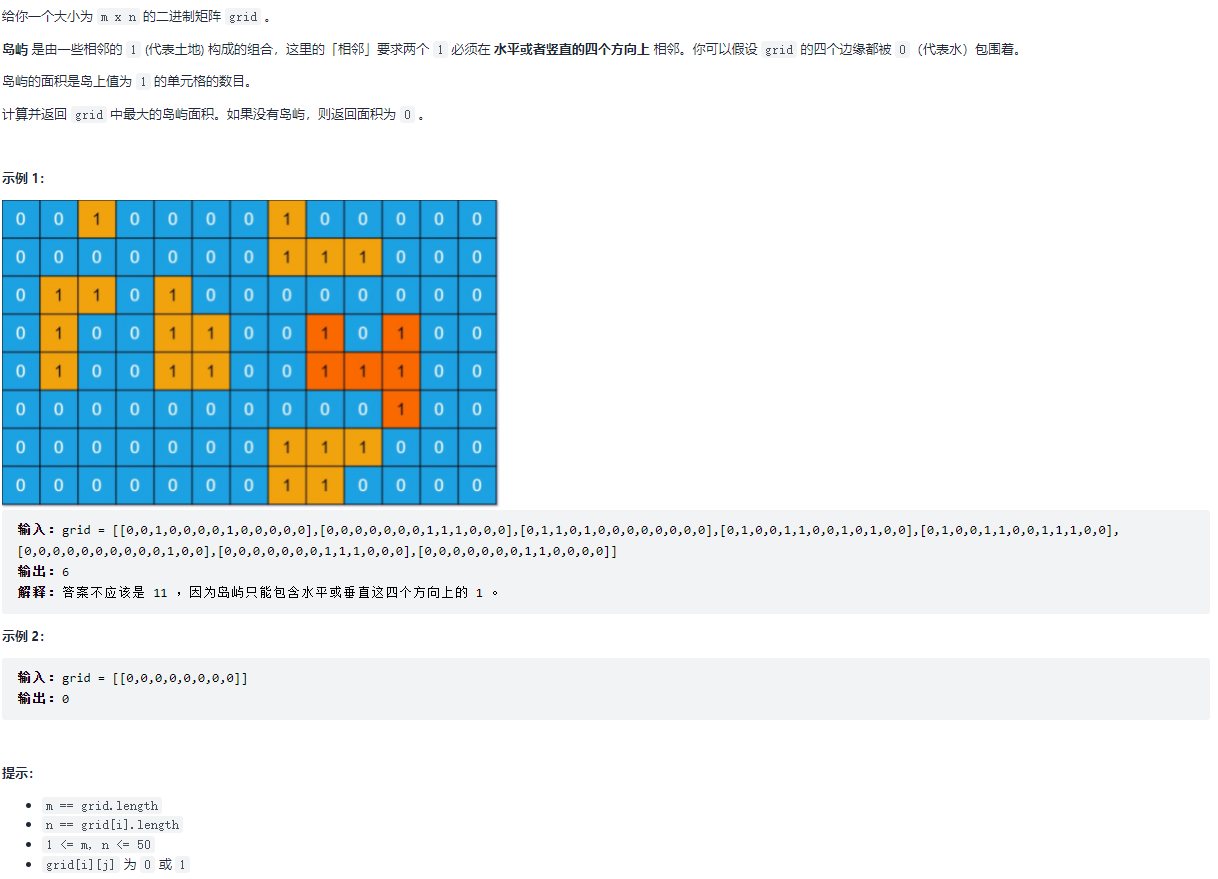 给你一个大小为 m x n 的二进制矩阵 grid 。
岛屿 是由一些相邻的 1 (代表土地) 构成的组合，这里的「相邻」要求两个 1 必须在 水平或者竖直的四个方向上 相邻。你可以假设 grid 的四个边缘都被 0 （代表水）包围着。
岛屿的面积是岛上值为 1 的单元格的数目。
计算并返回 grid 中最大的岛屿面积。如果没有岛屿，则返回面积为 0 。
示例 1:
0 0 1 0 0 0 0 1 0 0 0 0 0
0 0 0 0 0 0 0 1 1 1 0 0 0
0 1 1 0 1 0 0 0 0 0 0 0 0
0 1 0 0 1 1 0 0 1 0 1 0 0
0 1 0 0 1 1 0 0 1 1 1 0 0
0 0 0 0 0 0 0 0 0 0 1 0 0
0 0 0 0 0 0 0 1 1 1 0 0 0
0 0 0 0 0 0 0 1 1 0 0 0 0
输入：grid = [[0,0,1,0,0,0,0,1,0,0,0,0,0],[0,0,0,0,0,0,0,1,1,1,0,0,0],[0,1,1,0,1,0,0,0,0,0,0,0,0],[0,1,0,0,1,1,0,0,1,0,1,0,0],[0,1,0,0,1,1,0,0,1,1,1,0,0],
[0,0,0,0,0,0,0,0,0,0,1,0,0],[0,0,0,0,0,0,0,1,1,1,0,0,0],[0,0,0,0,0,0,0,1,1,0,0,0,0]]
输出：6
解释：答案不应该是 11 ，因为岛屿只能包含水平或垂直这四个方向上的 1 。
示例 2:
输入：grid = [[0,0,0,0,0,0,0,0]]
输出：0
提示：
m == grid.length
n == grid[i].length
1 <= m, n <= 50
grid[i][j] 为 0 或 1